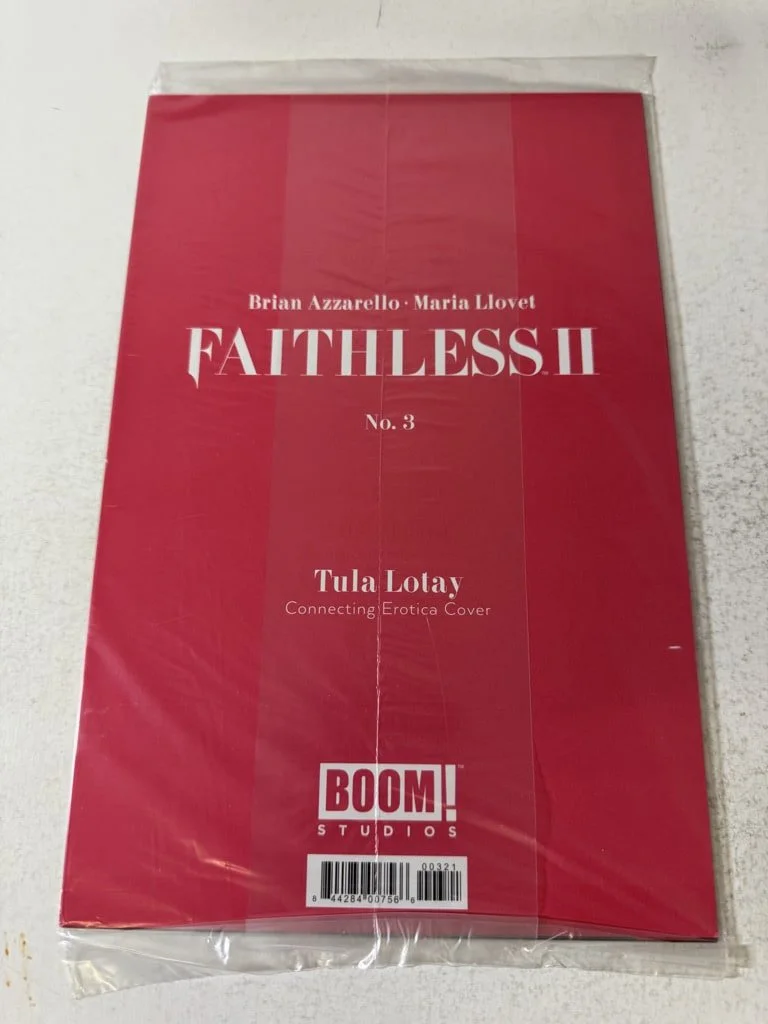 Brian Azzarello · Maria Llovet
FAITHLESS II
No. 3
Tula Lotay
Connecting Erotica Cover
BOOM!™
STUDIOS
00321
8 44284 00756 6